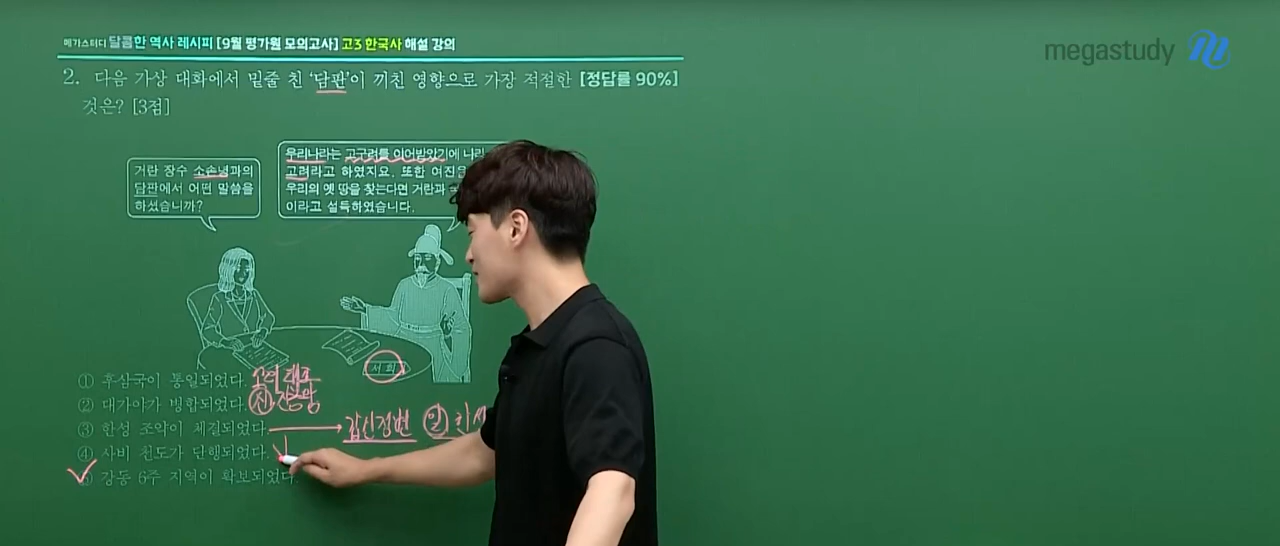 메가스터디 달콤한 역사 레시피 [9월 평가원 모의고사] 고3 한국사 해설 강의
megastudy
2. 다음 가상 대화에서 밑줄 친 ‘담판’이 끼친 영향으로 가장 적절한 [정답률 90%]
것은? [3점]
거란 장수 소손녕과의
담판에서 어떤 말씀을
하셨습니까?
우리나라는 고구려를 이어받았기에 나라
고려라고 하였지요. 또한 여진은
우리의 옛 땅을 찾는다면 거란과
이라고 설득하였습니다.
서희
① 후삼국이 통일되었다. 고려 태조
② 대가야가 병합되었다. 신 진흥왕
③ 한성 조약이 체결되었다. 갑신정변 일
④ 사비 천도가 단행되었다.
⑤ 강동 6주 지역이 확보되었다.